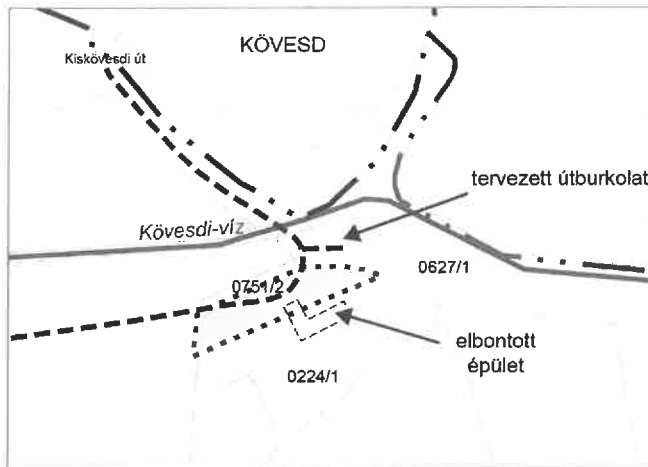 KÖVESD
Kiskövesdi út
tervezett útburkolat
Kövesdi-víz
0627/1
0751/2
elbontott
épület
0224/1